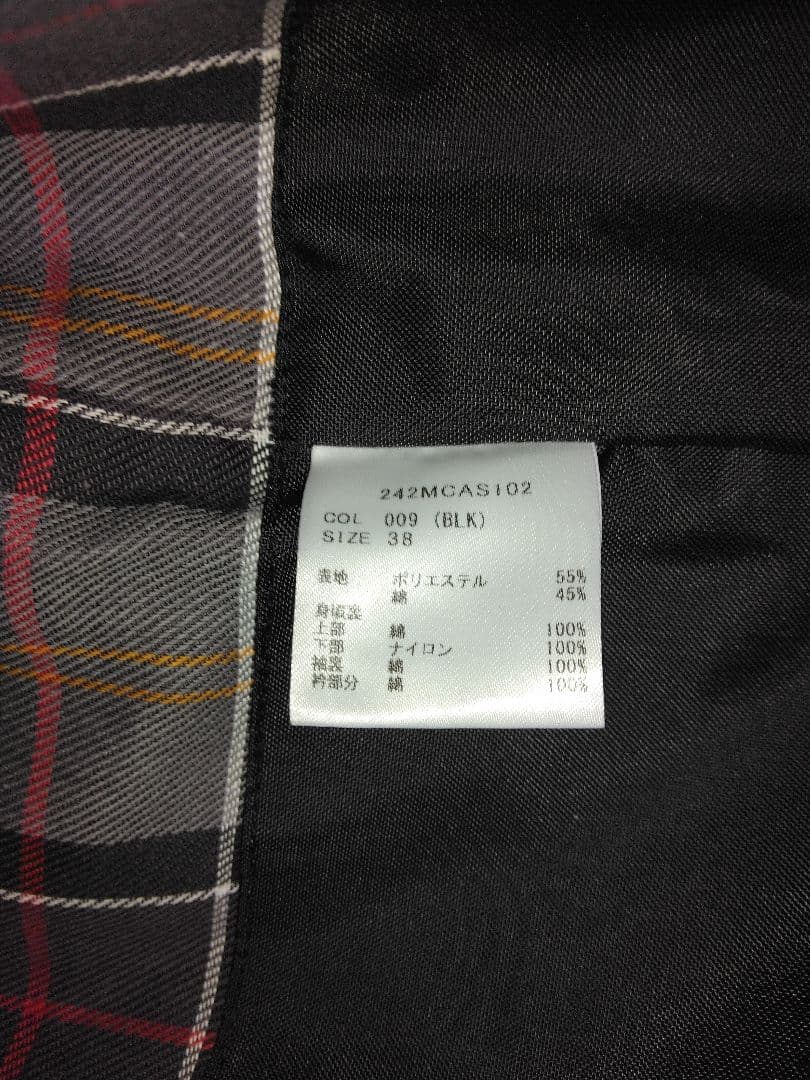 242MCAS102
COL 009 (BLK)
SIZE 38
表地 ポリエステル 55%
綿 45%
身頃裏
上部 綿 100%
下部 ナイロン 100%
袖裏 綿 100%
衿部分 綿 100%